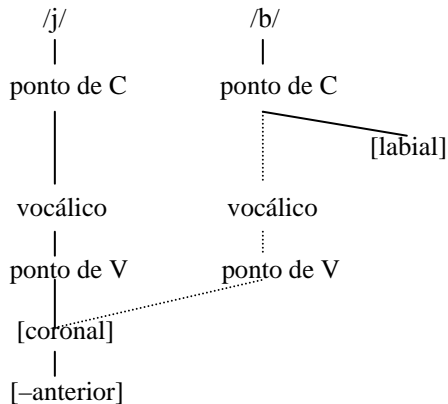 /j/ /b/
ponto de C ponto de C
[labial]
vocálico vocálico
ponto de V ponto de V
[coronal]
[–anterior]